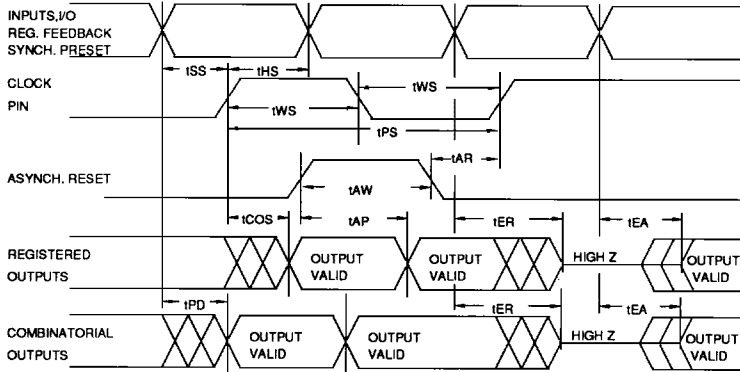 INPUTS,I/O
REG. FEEDBACK
SYNCH. PRESET
tSS
tHS
CLOCK
PIN
tWS
tWS
tPS
tAR
ASYNCH. RESET
tAW
tCOS
tAP
tER
tEA
REGISTERED
OUTPUTS
OUTPUT
VALID
OUTPUT
VALID
HIGH Z
OUTPUT
VALID
tPD
tER
tEA
COMBINATORIAL
OUTPUTS
OUTPUT
VALID
OUTPUT
VALID
HIGH Z
OUTPUT
VALID